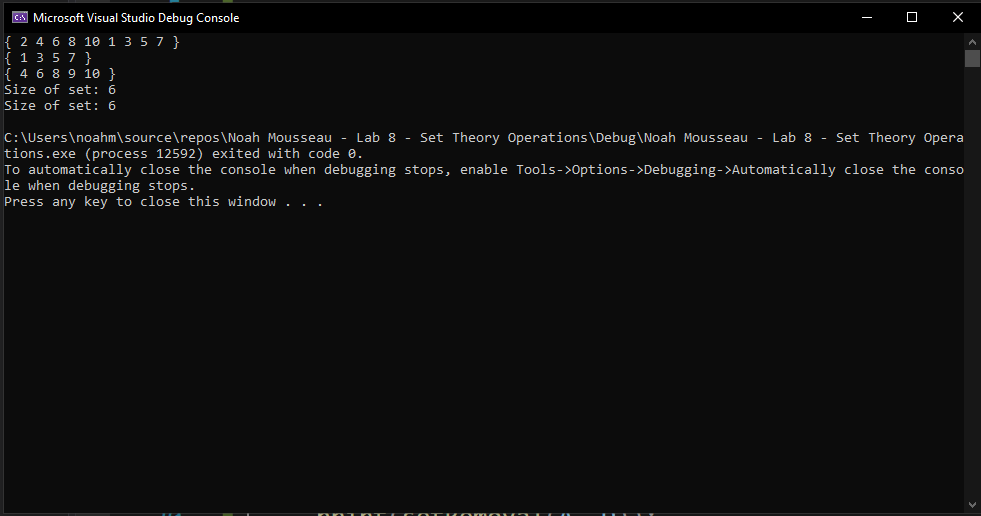 Microsoft Visual Studio Debug Console
{ 2 4 6 8 10 1 3 5 7 }
{ 1 3 5 7 }
{ 4 6 8 9 10 }
Size of set: 6
Size of set: 6
C:\Users\noahm\source\repos\Noah Mousseau - Lab 8 - Set Theory Operations\Debug\Noah Mousseau - Lab 8 - Set Theory Opera
tions.exe (process 12592) exited with code 0.
To automatically close the console when debugging stops, enable Tools->Options->Debugging->Automatically close the conso
le when debugging stops.
Press any key to close this window . . .